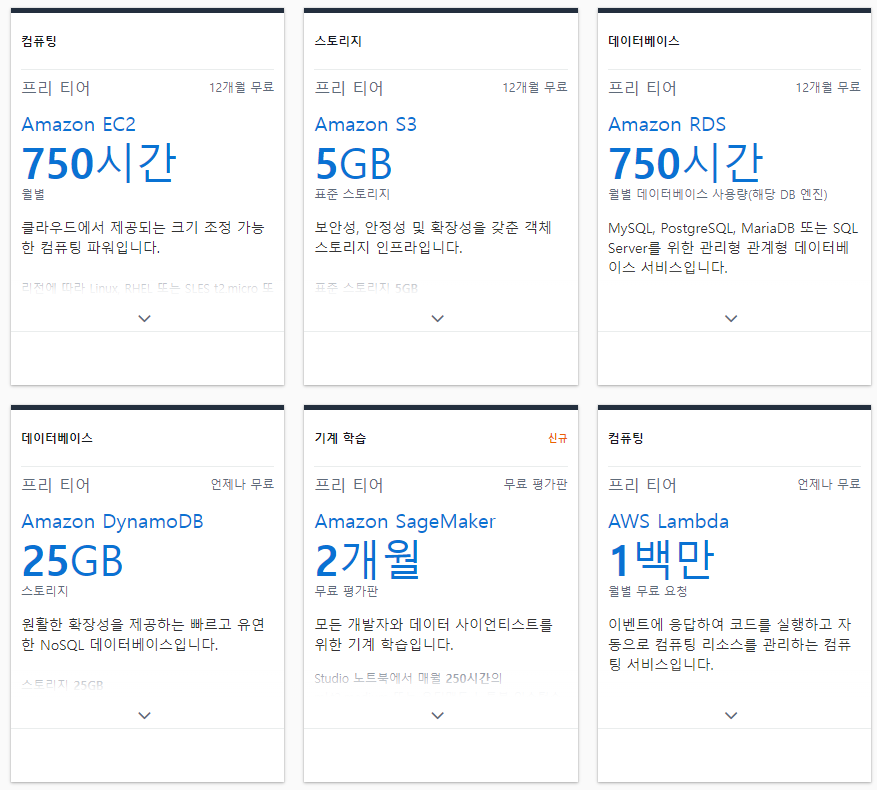 컴퓨팅
프리 티어 12개월 무료
Amazon EC2
750시간
월별
클라우드에서 제공되는 크기 조정 가능
한 컴퓨팅 파워입니다.
리전에 따라 Linux, RHEL 또는 SLES t2.micro 또
스토리지
프리 티어 12개월 무료
Amazon S3
5GB
표준 스토리지
보안성, 안정성 및 확장성을 갖춘 객체
스토리지 인프라입니다.
표준 스토리지 5GB
데이터베이스
프리 티어 12개월 무료
Amazon RDS
750시간
월별 데이터베이스 사용량(해당 DB 엔진)
MySQL, PostgreSQL, MariaDB 또는 SQL
Server를 위한 관리형 관계형 데이터베
이스 서비스입니다.
데이터베이스
프리 티어 언제나 무료
Amazon DynamoDB
25GB
스토리지
원활한 확장성을 제공하는 빠르고 유연
한 NoSQL 데이터베이스입니다.
스토리지 25GB
기계 학습 신규
프리 티어 무료 평가판
Amazon SageMaker
2개월
무료 평가판
모든 개발자와 데이터 사이언티스트를
위한 기계 학습입니다.
Studio 노트북에서 매월 250시간의
컴퓨팅
프리 티어 언제나 무료
AWS Lambda
1백만
월별 무료 요청
이벤트에 응답하여 코드를 실행하고 자
동으로 컴퓨팅 리소스를 관리하는 컴퓨
팅 서비스입니다.